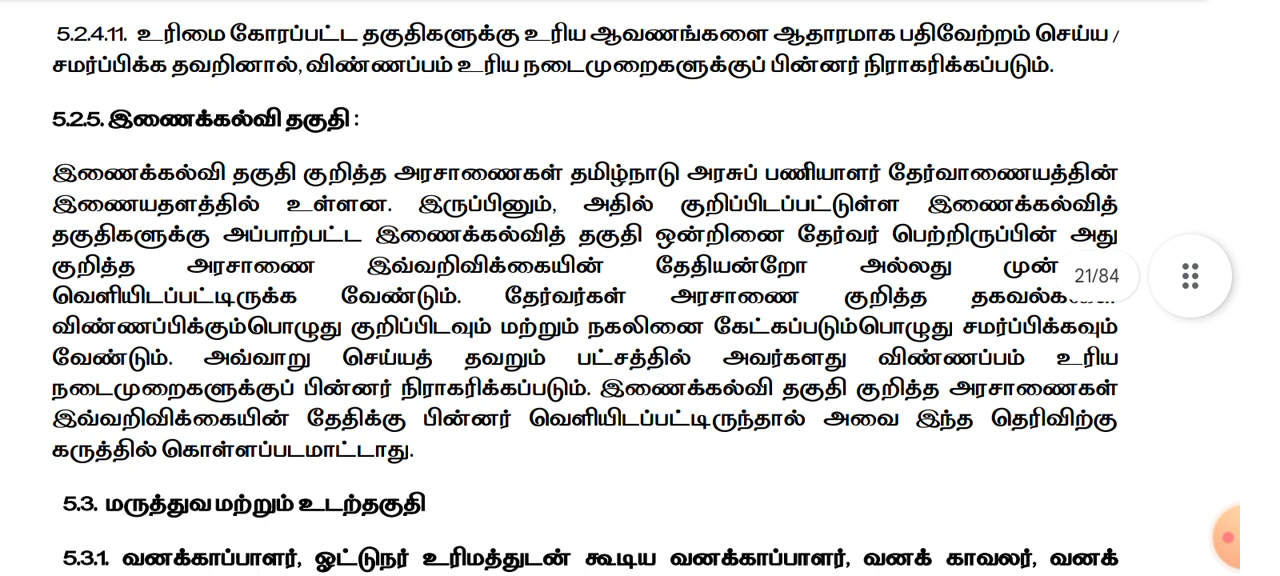 5.2.4.11. உரிமை கோரப்பட்ட தகுதிகளுக்கு உரிய ஆவணங்களை ஆதாரமாக பதிவேற்றம் செய்ய /
சமர்ப்பிக்க தவறினால், விண்ணப்பம் உரிய நடைமுறைகளுக்குப் பின்னர் நிராகரிக்கப்படும்.
5.2.5. இணைக்கல்வி தகுதி :
இணைக்கல்வி தகுதி குறித்த அரசாணைகள் தமிழ்நாடு அரசுப் பணியாளர் தேர்வாணையத்தின்
இணையதளத்தில் உள்ளன. இருப்பினும், அதில் குறிப்பிடப்பட்டுள்ள இணைக்கல்வித்
தகுதிகளுக்கு அப்பாற்பட்ட இணைக்கல்வித் தகுதி ஒன்றினை தேர்வர் பெற்றிருப்பின் அது
குறித்த அரசாணை இவ்வறிவிக்கையின் தேதியன்றோ அல்லது முன்
21/84
வெளியிடப்பட்டிருக்க வேண்டும். தேர்வர்கள் அரசாணை குறித்த
விண்ணப்பிக்கும்பொழுது குறிப்பிடவும் மற்றும் நகலினை கேட்கப்படும்பொழுது சமர்ப்பிக்கவும்
வேண்டும். அவ்வாறு செய்யத் தவறும் பட்சத்தில் அவர்களது விண்ணப்பம் உரிய
நடைமுறைகளுக்குப் பின்னர் நிராகரிக்கப்படும். இணைக்கல்வி தகுதி குறித்த அரசாணைகள்
இவ்வறிவிக்கையின் தேதிக்கு பின்னர் வெளியிடப்பட்டிருந்தால் அவை இந்த தெரிவிற்கு
கருத்தில் கொள்ளப்படமாட்டாது.
5.3. மருத்துவ மற்றும் உடற்தகுதி
5.3.1. வனக்காப்பாளர், ஓட்டுநர் உரிமத்துடன் கூடிய வனக்காப்பாளர், வனக் காவலர், வனக்